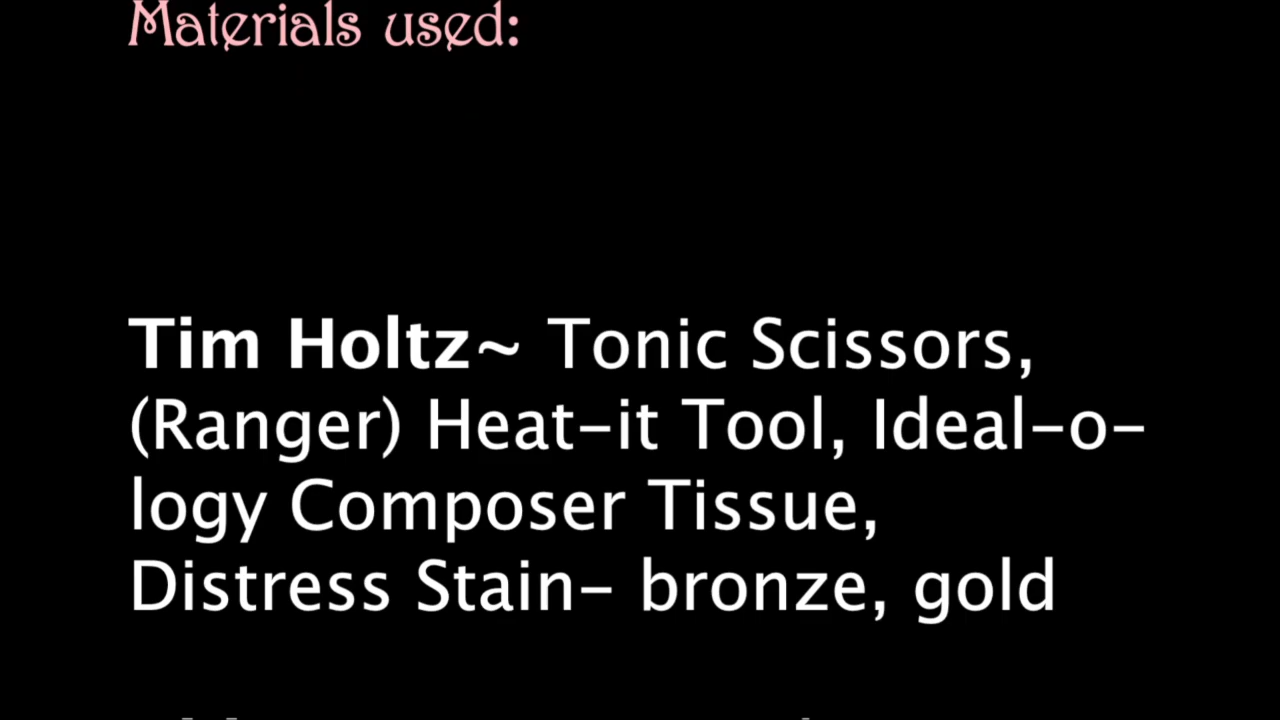 Materials used:
Tim Holtz~ Tonic Scissors,
(Ranger) Heat-it Tool, Ideal-o-
logy Composer Tissue,
Distress Stain- bronze, gold